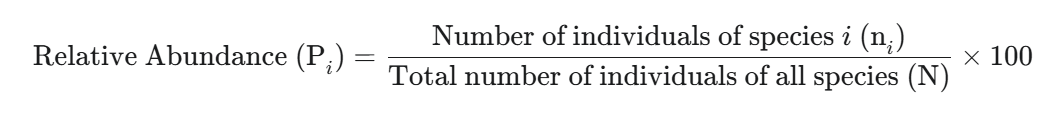 Relative Abundance (Pᵢ) = Number of individuals of species i (nᵢ) / Total number of individuals of all species (N) × 100